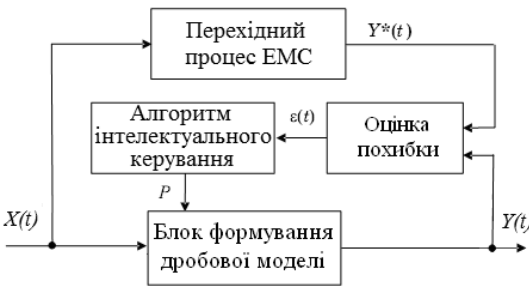 Перехідний
процес ЕМС
Y*(t)
Алгоритм
інтелектуального
керування
ε(t)
Оцінка
похибки
P
X(t)
Блок формування
дробової моделі
Y(t)